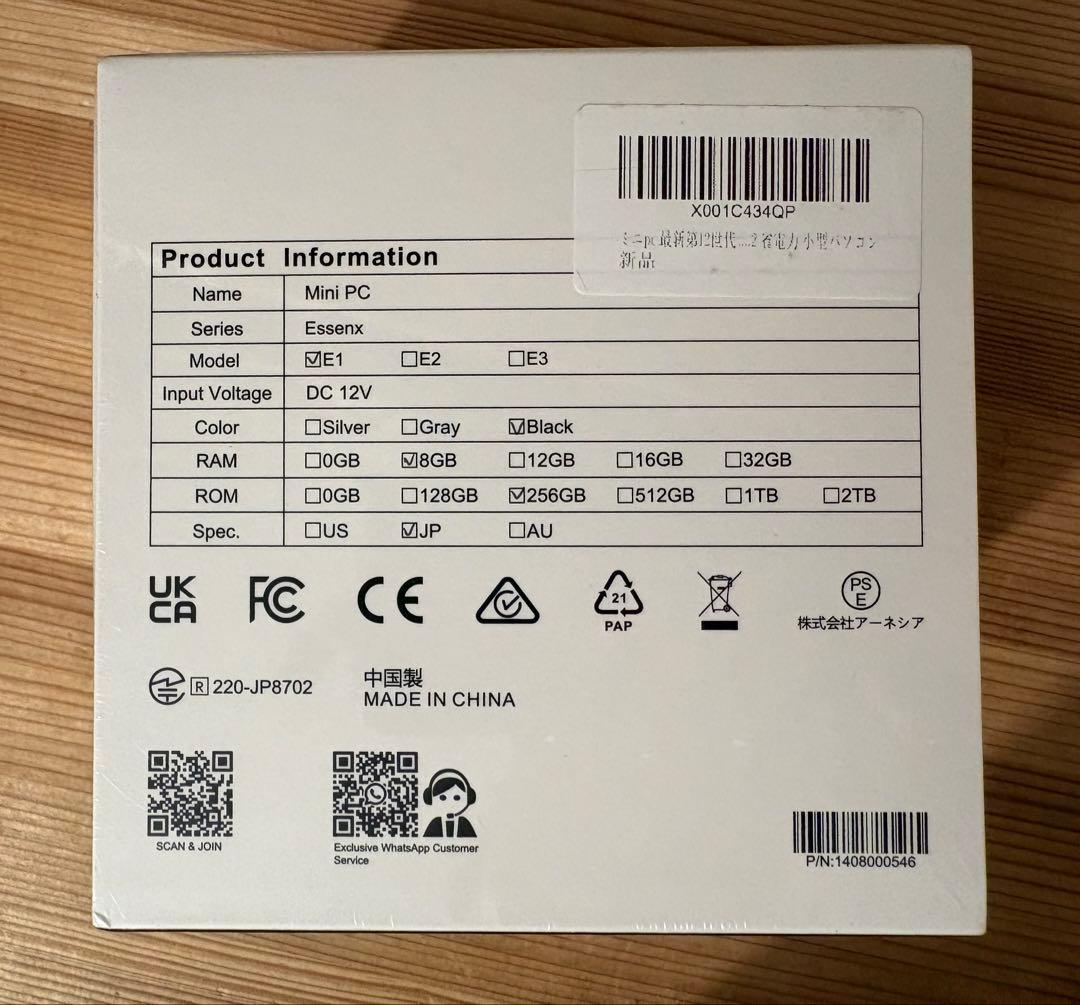 X001C434QP
ミニpc 最新第12世代....2 省電力 小型パソコン
新品
Product Information
Name Mini PC
Series Essenx
Model ☑E1 ☐E2 ☐E3
Input Voltage DC 12V
Color ☐Silver ☐Gray ☑Black
RAM ☐0GB ☑8GB ☐12GB ☐16GB ☐32GB
ROM ☐0GB ☐128GB ☑256GB ☐512GB ☐1TB ☐2TB
Spec. ☐US ☑JP ☐AU
UK
CA
FC
CE
21
PAP
PS
E
株式会社アーネシア
R 220-JP8702
中国製
MADE IN CHINA
SCAN & JOIN
Exclusive WhatsApp Customer
Service
P/N:1408000546